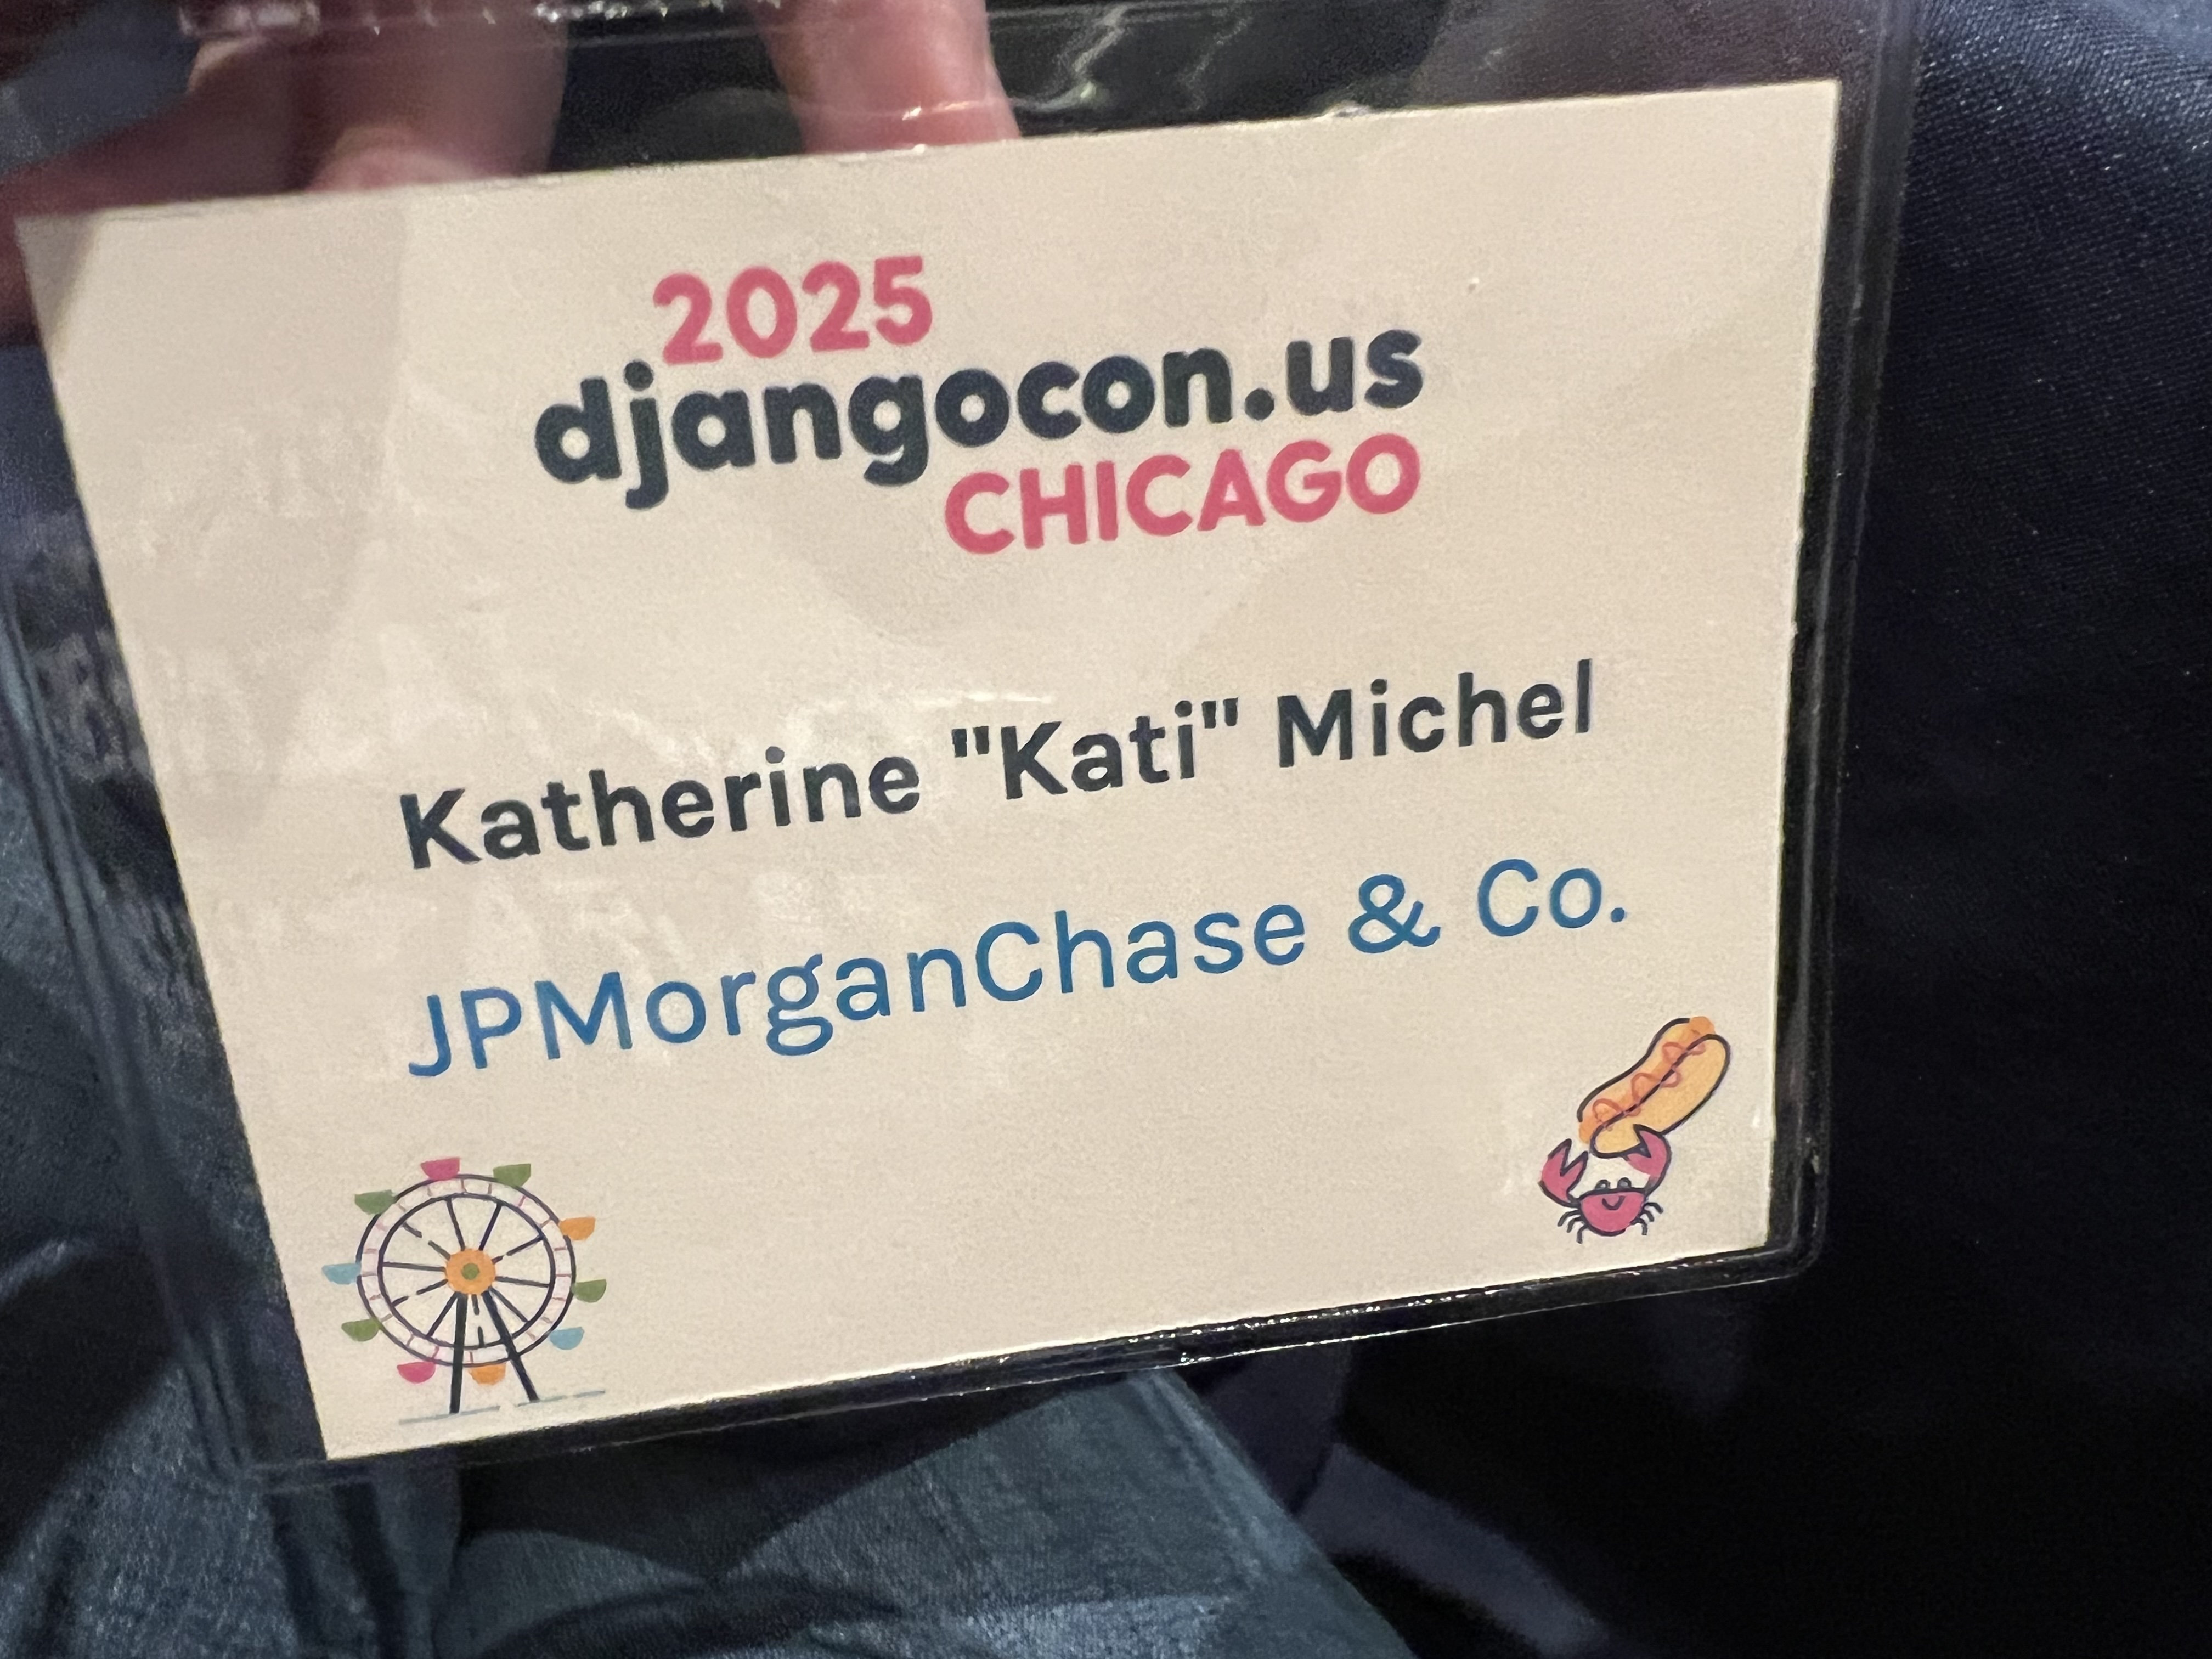 2025
djangocon.us
CHICAGO
Katherine "Kati" Michel
JPMorganChase & Co.